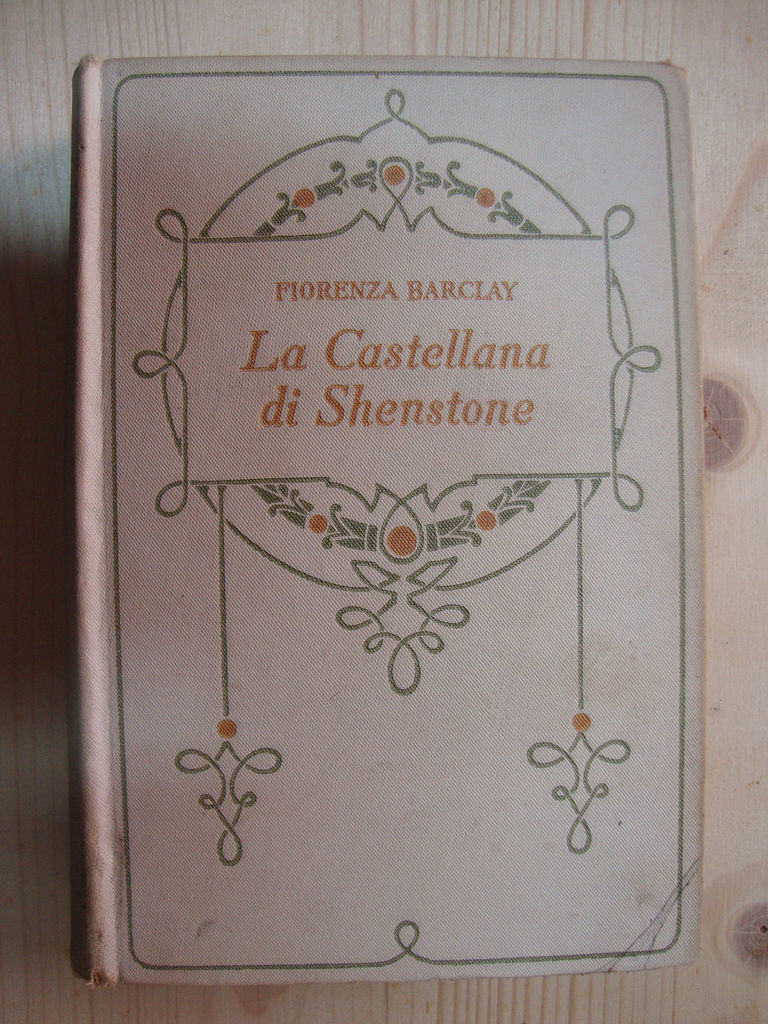 FIORENZA BARCLAY
La Castellana
di Shenstone